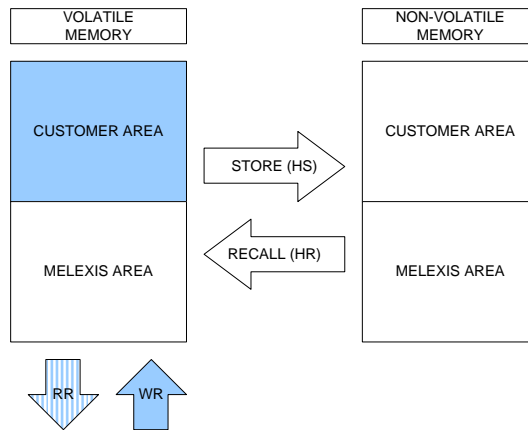 VOLATILE
MEMORY
NON-VOLATILE
MEMORY
CUSTOMER AREA
CUSTOMER AREA
STORE (HS)
RECALL (HR)
MELEXIS AREA
MELEXIS AREA
RR
WR